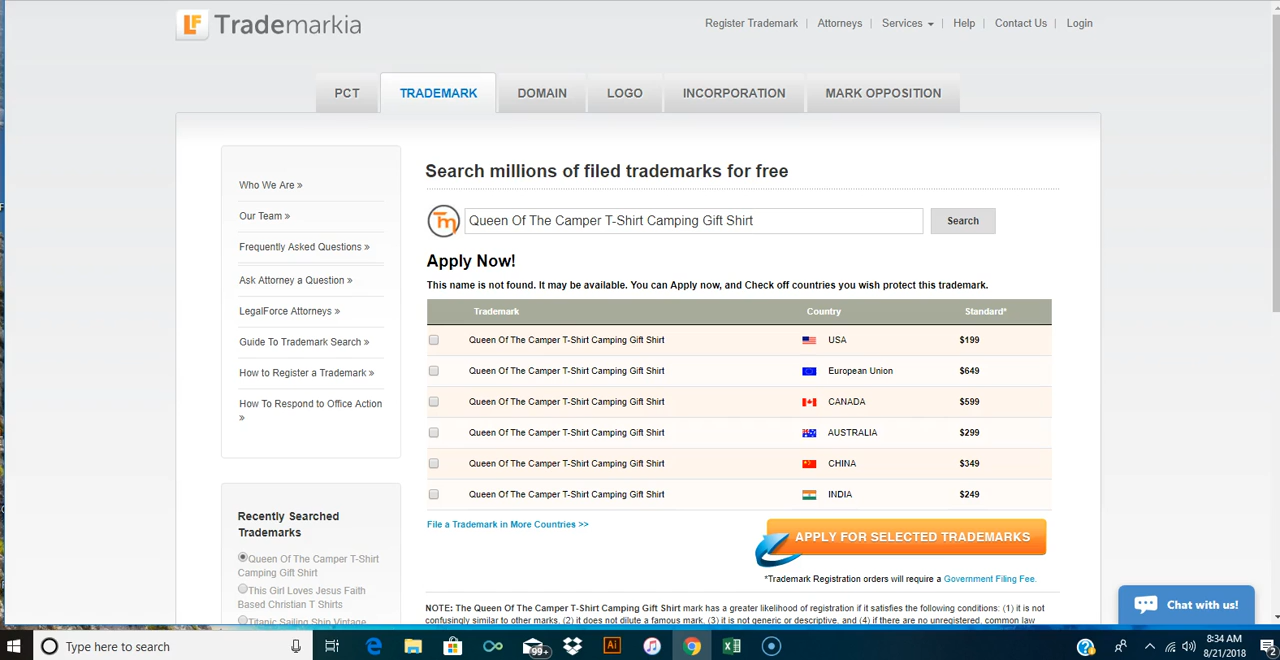 LF Trademarkia
Register Trademark | Attorneys | Services | Help | Contact Us | Login
PCT TRADEMARK DOMAIN LOGO INCORPORATION MARK OPPOSITION
Who We Are »
Our Team »
Frequently Asked Questions »
Ask Attorney a Question »
LegalForce Attorneys »
Guide To Trademark Search »
How to Register a Trademark »
How To Respond to Office Action
»
Recently Searched
Trademarks
Queen Of The Camper T-Shirt
Camping Gift Shirt
This Girl Loves Jesus Faith
Based Christian T Shirts
Titanic Sailing Ship Vintage
Search millions of filed trademarks for free
Tm Queen Of The Camper T-Shirt Camping Gift Shirt Search
Apply Now!
This name is not found. It may be available. You can Apply now, and Check off countries you wish protect this trademark.
Trademark Country Standard*
Queen Of The Camper T-Shirt Camping Gift Shirt USA $199
Queen Of The Camper T-Shirt Camping Gift Shirt European Union $649
Queen Of The Camper T-Shirt Camping Gift Shirt CANADA $599
Queen Of The Camper T-Shirt Camping Gift Shirt AUSTRALIA $299
Queen Of The Camper T-Shirt Camping Gift Shirt CHINA $349
Queen Of The Camper T-Shirt Camping Gift Shirt INDIA $249
File a Trademark in More Countries >>
APPLY FOR SELECTED TRADEMARKS
*Trademark Registration orders will require a Government Filing Fee.
NOTE: The Queen Of The Camper T-Shirt Camping Gift Shirt mark has a greater likelihood of registration if it satisfies the following conditions: (1) it is not
confusingly similar to other marks, (2) it does not dilute a famous mark, (3) it is not generic or descriptive, and (4) if there are no unregistered, common law
Chat with us!
Type here to search
99+
Ai
8:34 AM
8/21/2018
2